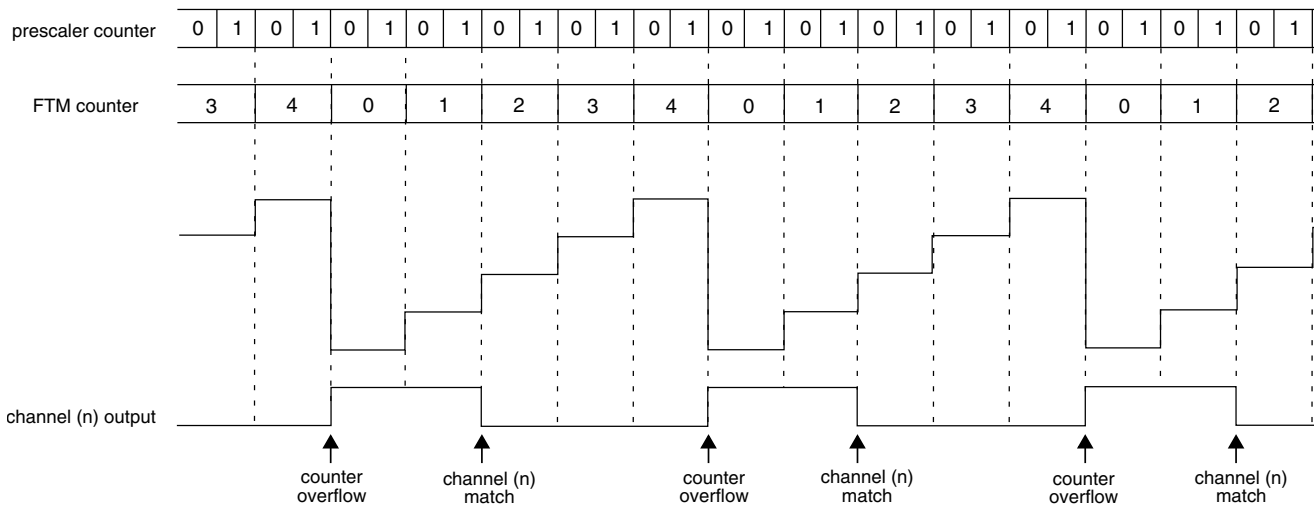 prescaler counter 0 1 0 1 0 1 0 1 0 1 0 1 0 1 0 1 0 1 0 1 0 1 0 1 0 1 0 1 0 1
FTM counter 3 4 0 1 2 3 4 0 1 2 3 4 0 1 2
channel (n) output
counter overflow
channel (n) match
counter overflow
channel (n) match
counter overflow
channel (n) match